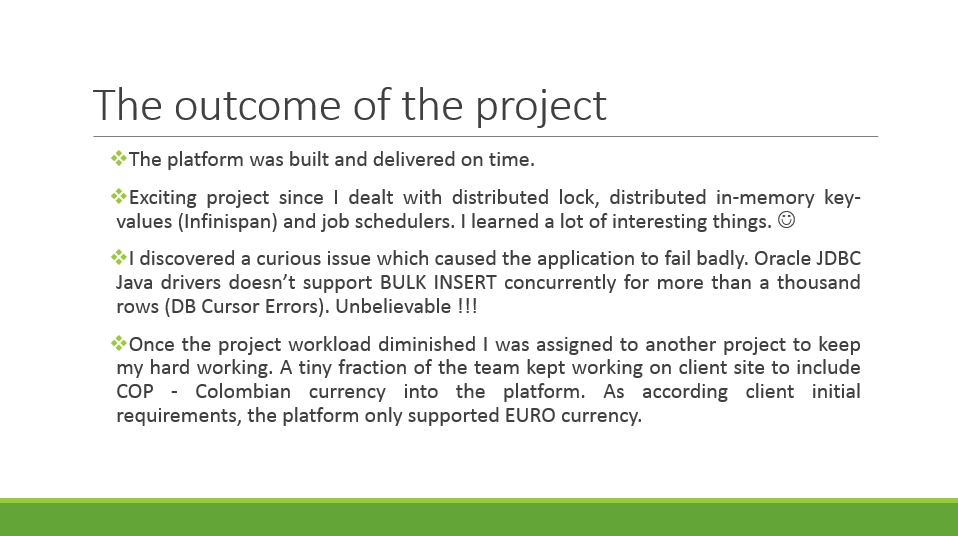 The outcome of the project
❖The platform was built and delivered on time.
❖Exciting project since I dealt with distributed lock, distributed in-memory key-
values (Infinispan) and job schedulers. I learned a lot of interesting things. ☺
❖I discovered a curious issue which caused the application to fail badly. Oracle JDBC
Java drivers doesn’t support BULK INSERT concurrently for more than a thousand
rows (DB Cursor Errors). Unbelievable !!!
❖Once the project workload diminished I was assigned to another project to keep
my hard working. A tiny fraction of the team kept working on client site to include
COP - Colombian currency into the platform. As according client initial
requirements, the platform only supported EURO currency.